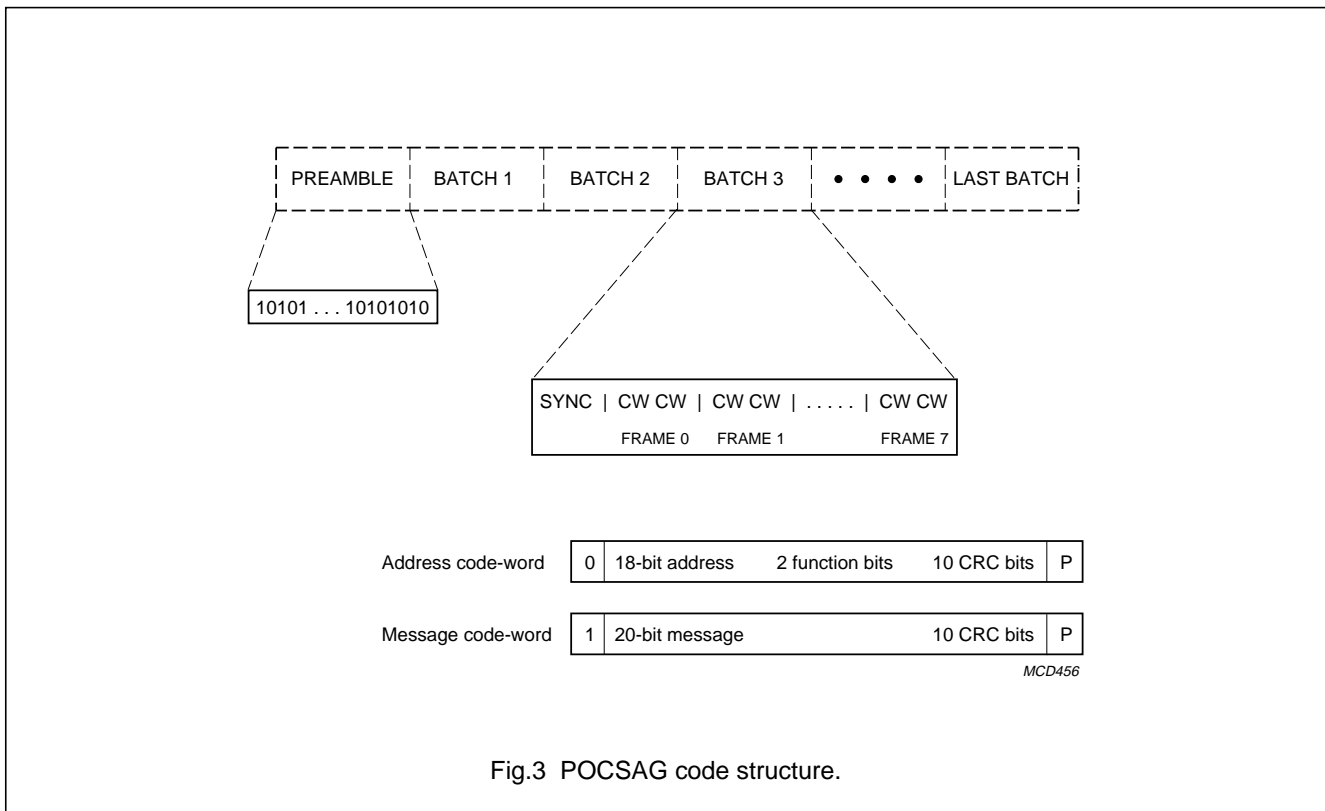 PREAMBLE BATCH 1 BATCH 2 BATCH 3 • • • • LAST BATCH
10101 . . . 10101010
SYNC | CW CW | CW CW | . . . . . | CW CW
FRAME 0 FRAME 1 FRAME 7
Address code-word 0 18-bit address 2 function bits 10 CRC bits P
Message code-word 1 20-bit message 10 CRC bits P
MCD456
Fig.3 POCSAG code structure.